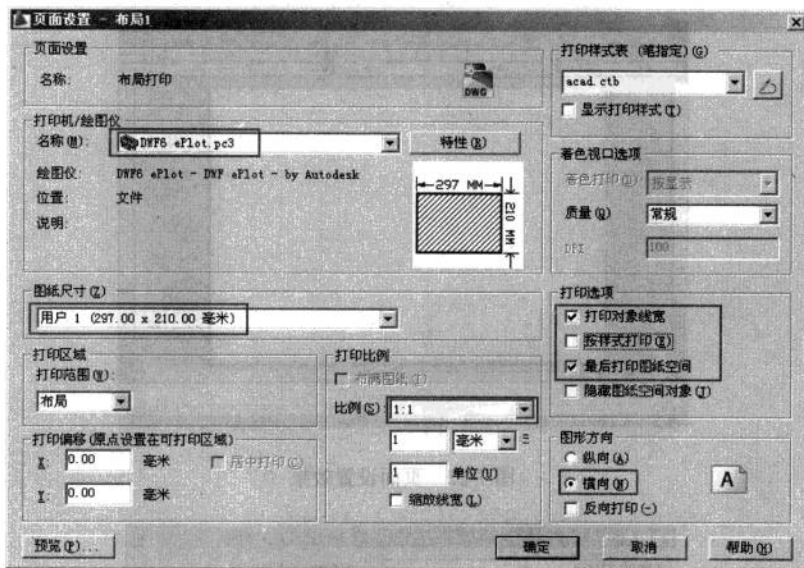 页面设置 - 布局1
页面设置
名称: 布局打印
DWG
打印机/绘图仪
名称(M): DWF6 ePlot.pc3
特性(R)
绘图仪: DWF6 ePlot - DWF ePlot - by Autodesk
位置: 文件
说明:
297 MM
210 MM
图纸尺寸(Z)
用户 1 (297.00 x 210.00 毫米)
打印区域
打印范围(W):
布局
打印偏移(原点设置在可打印区域)
X: 0.00 毫米
居中打印(C)
Y: 0.00 毫米
打印比例
布满图纸(I)
比例(S): 1:1
1 毫米 =
1 单位(U)
缩放线宽(L)
打印样式表 (笔指定)(G)
acad.ctb
显示打印样式(T)
着色视口选项
着色打印(D) 按显示
质量(Q) 常规
DPI 100
打印选项
打印对象线宽
按样式打印(E)
最后打印图纸空间
隐藏图纸空间对象(J)
图形方向
纵向(A)
横向(N)
反向打印(-)
A
预览(P)...
确定
取消
帮助(H)